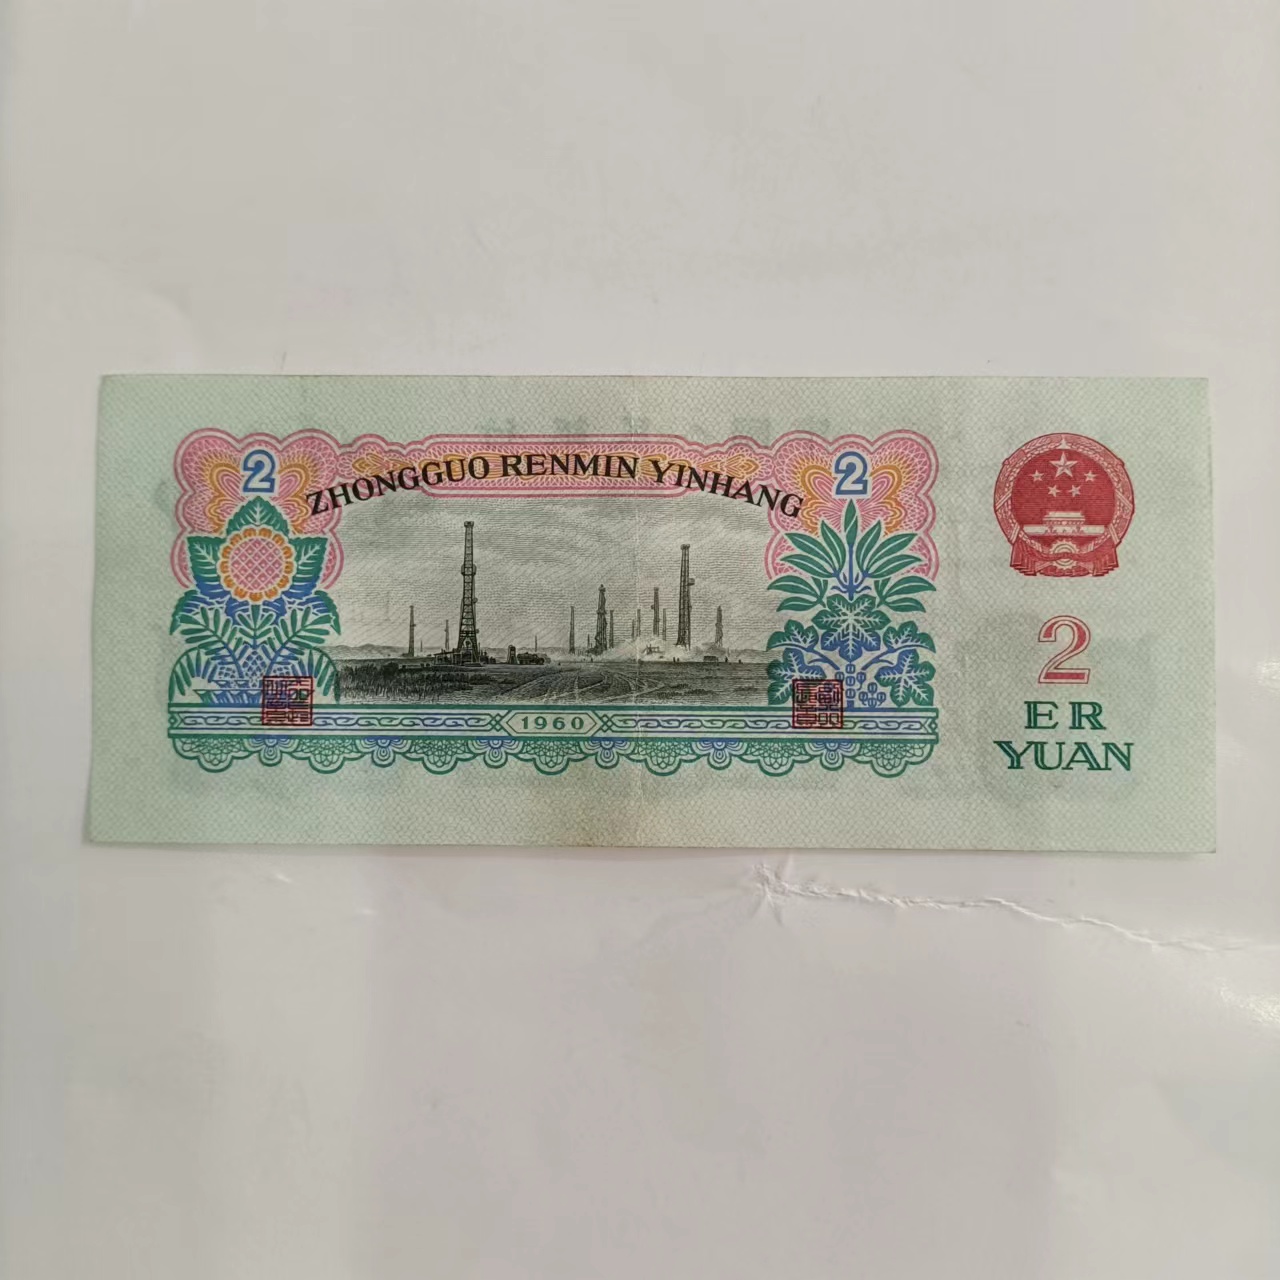 ZHONGGUO RENMIN YINHANG
2
2
1960
2
ER
YUAN